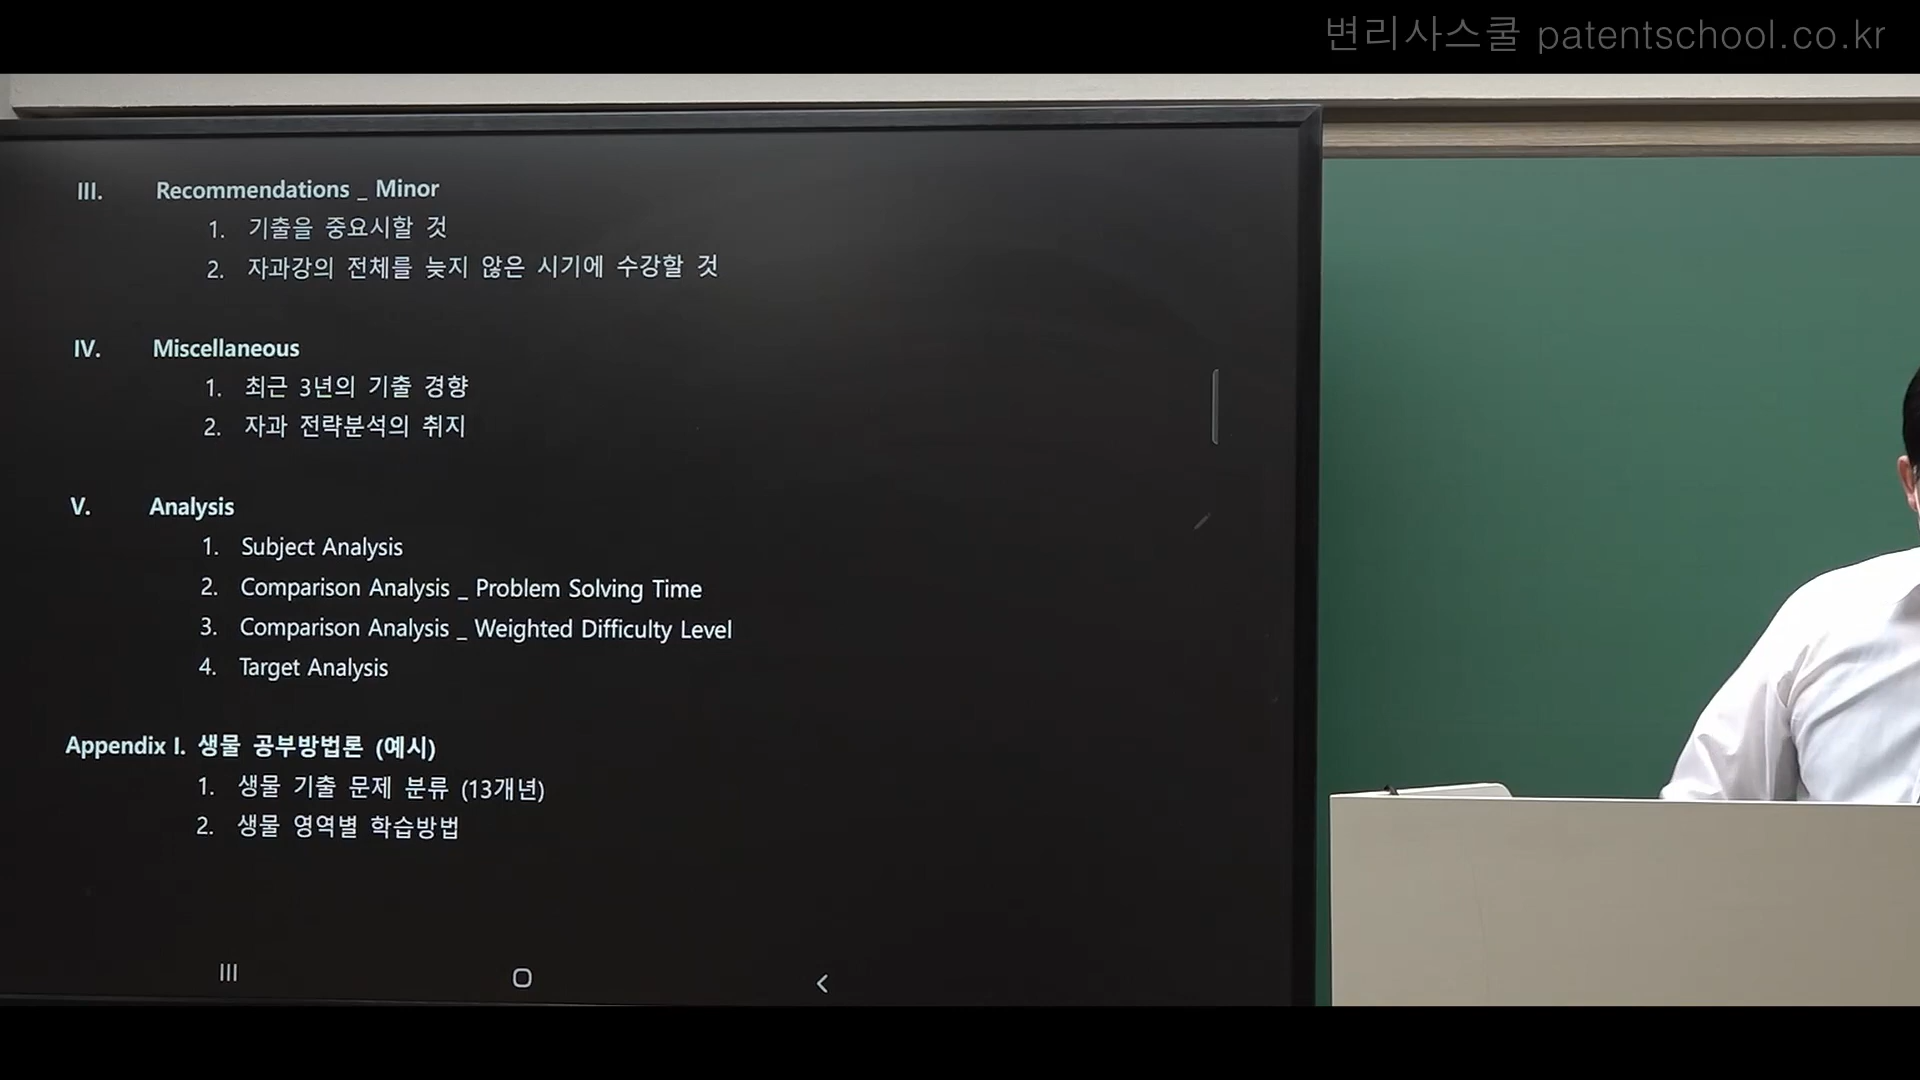 변리사스쿨 patentschool.co.kr
III. Recommendations _ Minor
1. 기출을 중요시할 것
2. 자과강의 전체를 늦지 않은 시기에 수강할 것
IV. Miscellaneous
1. 최근 3년의 기출 경향
2. 자과 전략분석의 취지
V. Analysis
1. Subject Analysis
2. Comparison Analysis _ Problem Solving Time
3. Comparison Analysis _ Weighted Difficulty Level
4. Target Analysis
Appendix I. 생물 공부방법론 (예시)
1. 생물 기출 문제 분류 (13개년)
2. 생물 영역별 학습방법